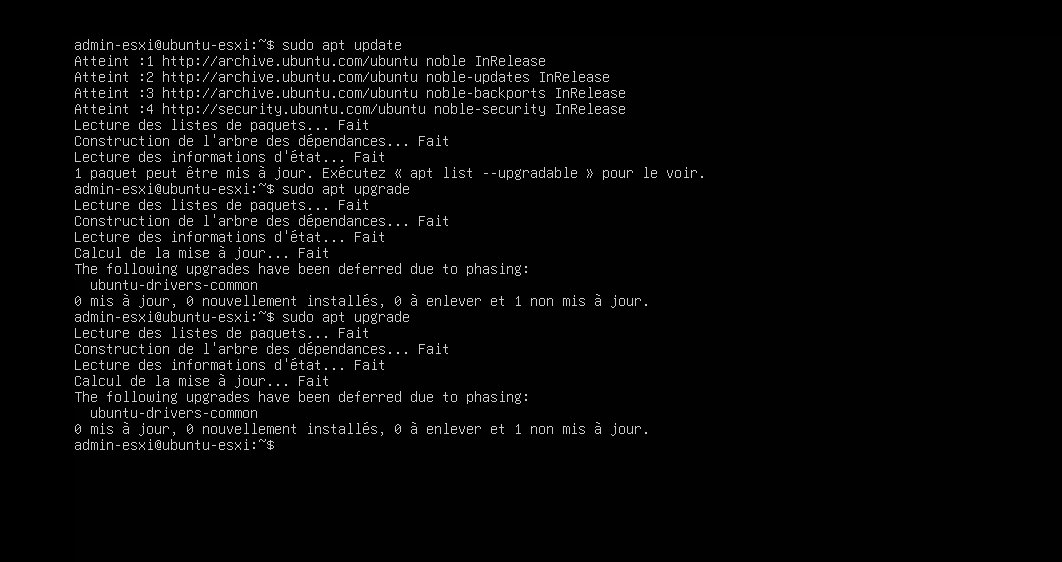 admin-esxi@ubuntu-esxi:~$ sudo apt update
Atteint :1 http://archive.ubuntu.com/ubuntu noble InRelease
Atteint :2 http://archive.ubuntu.com/ubuntu noble-updates InRelease
Atteint :3 http://archive.ubuntu.com/ubuntu noble-backports InRelease
Atteint :4 http://security.ubuntu.com/ubuntu noble-security InRelease
Lecture des listes de paquets... Fait
Construction de l'arbre des dépendances... Fait
Lecture des informations d'état... Fait
1 paquet peut être mis à jour. Exécutez « apt list --upgradable » pour le voir.
admin-esxi@ubuntu-esxi:~$ sudo apt upgrade
Lecture des listes de paquets... Fait
Construction de l'arbre des dépendances... Fait
Lecture des informations d'état... Fait
Calcul de la mise à jour... Fait
The following upgrades have been deferred due to phasing:
  ubuntu-drivers-common
0 mis à jour, 0 nouvellement installés, 0 à enlever et 1 non mis à jour.
admin-esxi@ubuntu-esxi:~$ sudo apt upgrade
Lecture des listes de paquets... Fait
Construction de l'arbre des dépendances... Fait
Lecture des informations d'état... Fait
Calcul de la mise à jour... Fait
The following upgrades have been deferred due to phasing:
  ubuntu-drivers-common
0 mis à jour, 0 nouvellement installés, 0 à enlever et 1 non mis à jour.
admin-esxi@ubuntu-esxi:~$